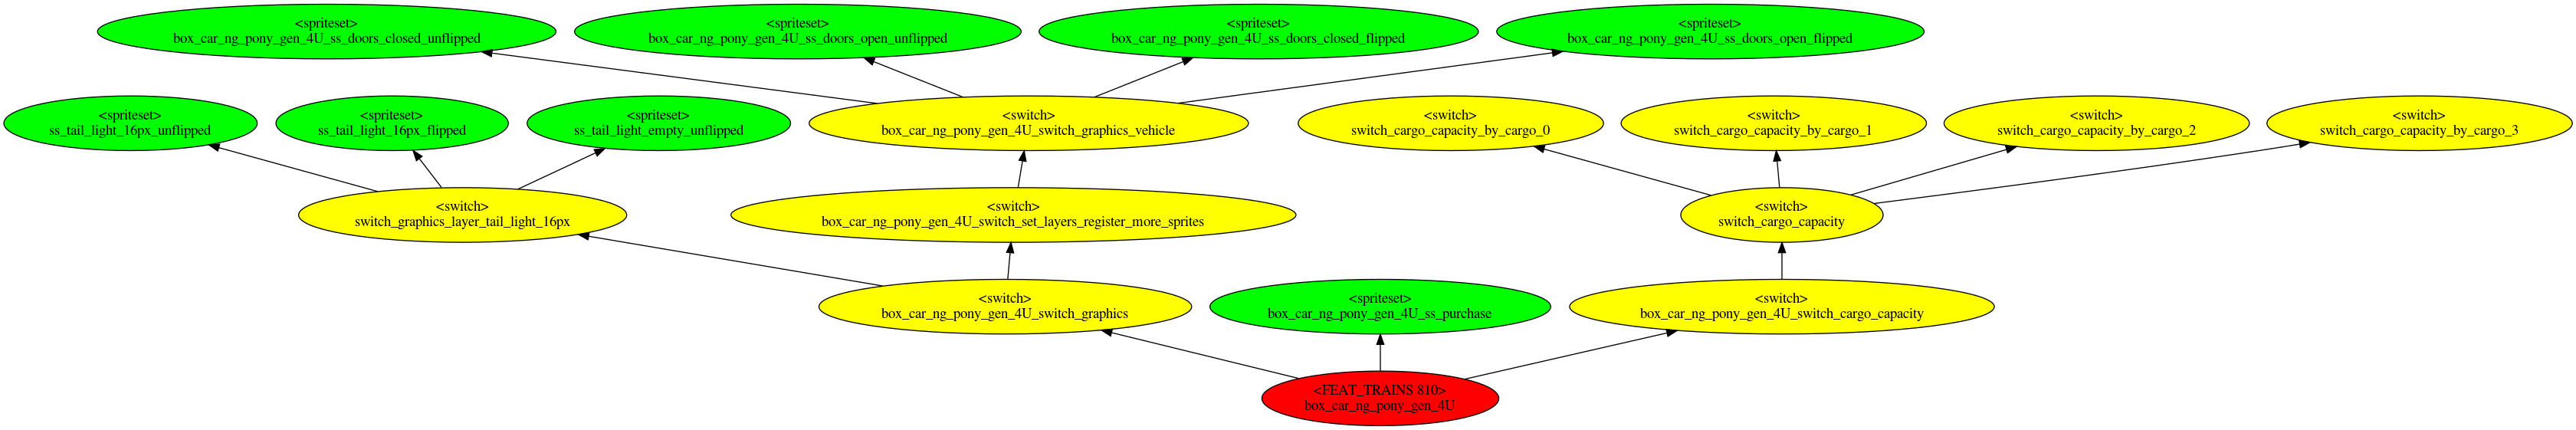 <spriteset>
box_car_ng_pony_gen_4U_ss_doors_closed_unflipped
<spriteset>
box_car_ng_pony_gen_4U_ss_doors_open_unflipped
<spriteset>
box_car_ng_pony_gen_4U_ss_doors_closed_flipped
<spriteset>
box_car_ng_pony_gen_4U_ss_doors_open_flipped
<spriteset>
ss_tail_light_16px_unflipped
<spriteset>
ss_tail_light_16px_flipped
<spriteset>
ss_tail_light_empty_unflipped
<switch>
box_car_ng_pony_gen_4U_switch_graphics_vehicle
<switch>
switch_cargo_capacity_by_cargo_0
<switch>
switch_cargo_capacity_by_cargo_1
<switch>
switch_cargo_capacity_by_cargo_2
<switch>
switch_cargo_capacity_by_cargo_3
<switch>
switch_graphics_layer_tail_light_16px
<switch>
box_car_ng_pony_gen_4U_switch_set_layers_register_more_sprites
<switch>
switch_cargo_capacity
<switch>
box_car_ng_pony_gen_4U_switch_graphics
<spriteset>
box_car_ng_pony_gen_4U_ss_purchase
<switch>
box_car_ng_pony_gen_4U_switch_cargo_capacity
<FEAT_TRAINS 810>
box_car_ng_pony_gen_4U